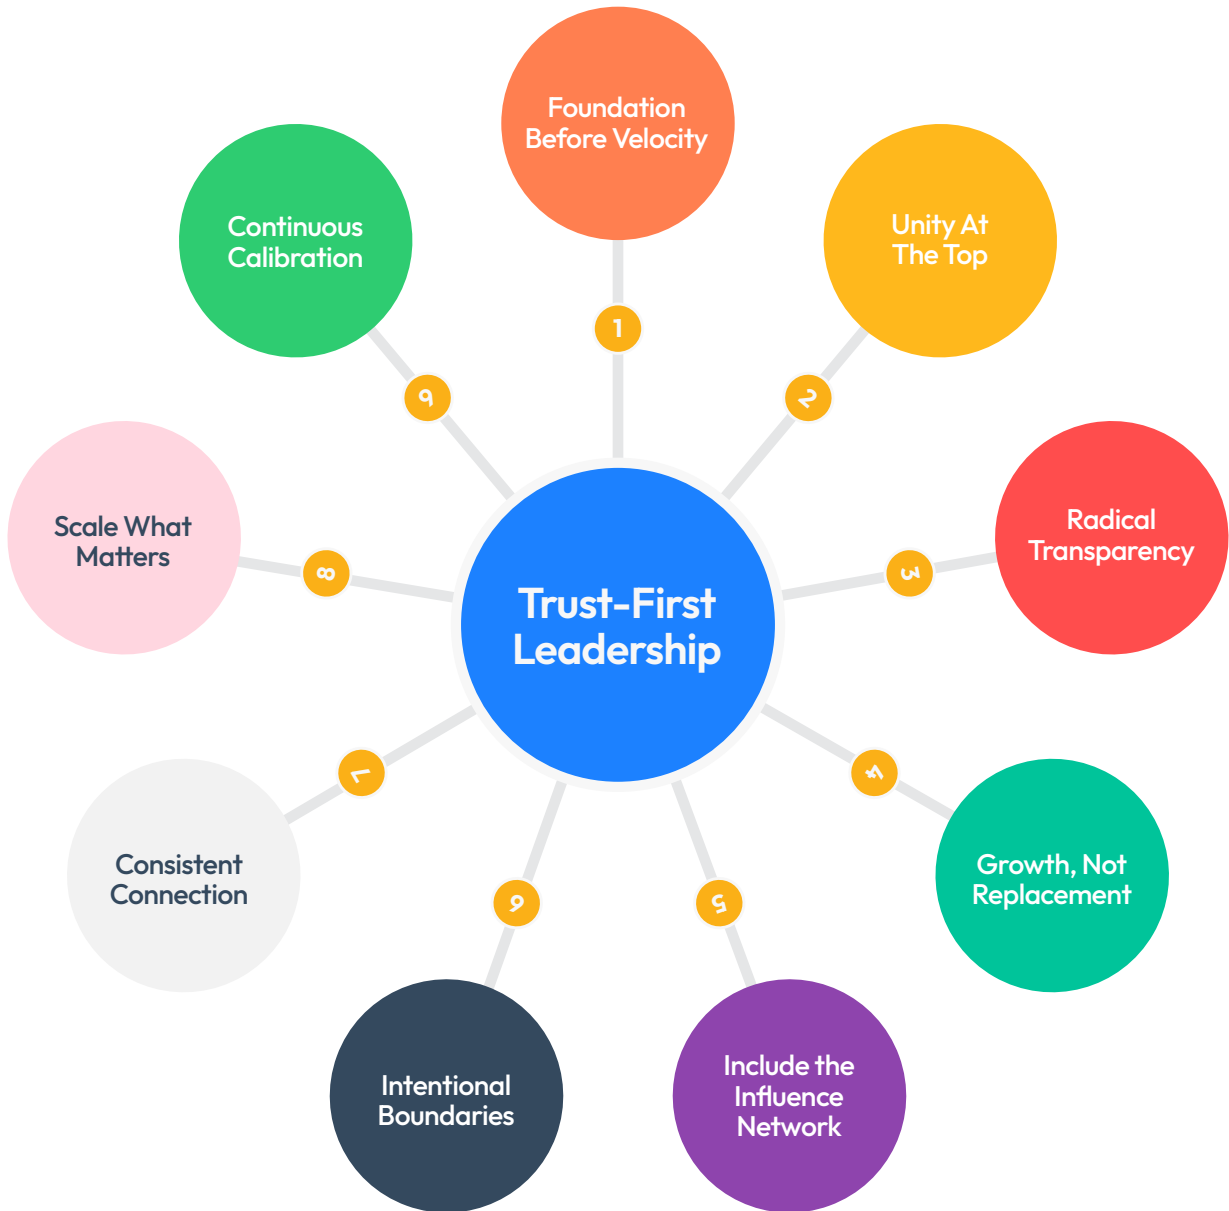 Foundation
Before Velocity
1
Unity At
The Top
2
Radical
Transparency
3
Growth, Not
Replacement
4
Include the
Influence
Network
5
Intentional
Boundaries
6
Consistent
Connection
7
Scale What
Matters
8
Continuous
Calibration
9
Trust-First
Leadership